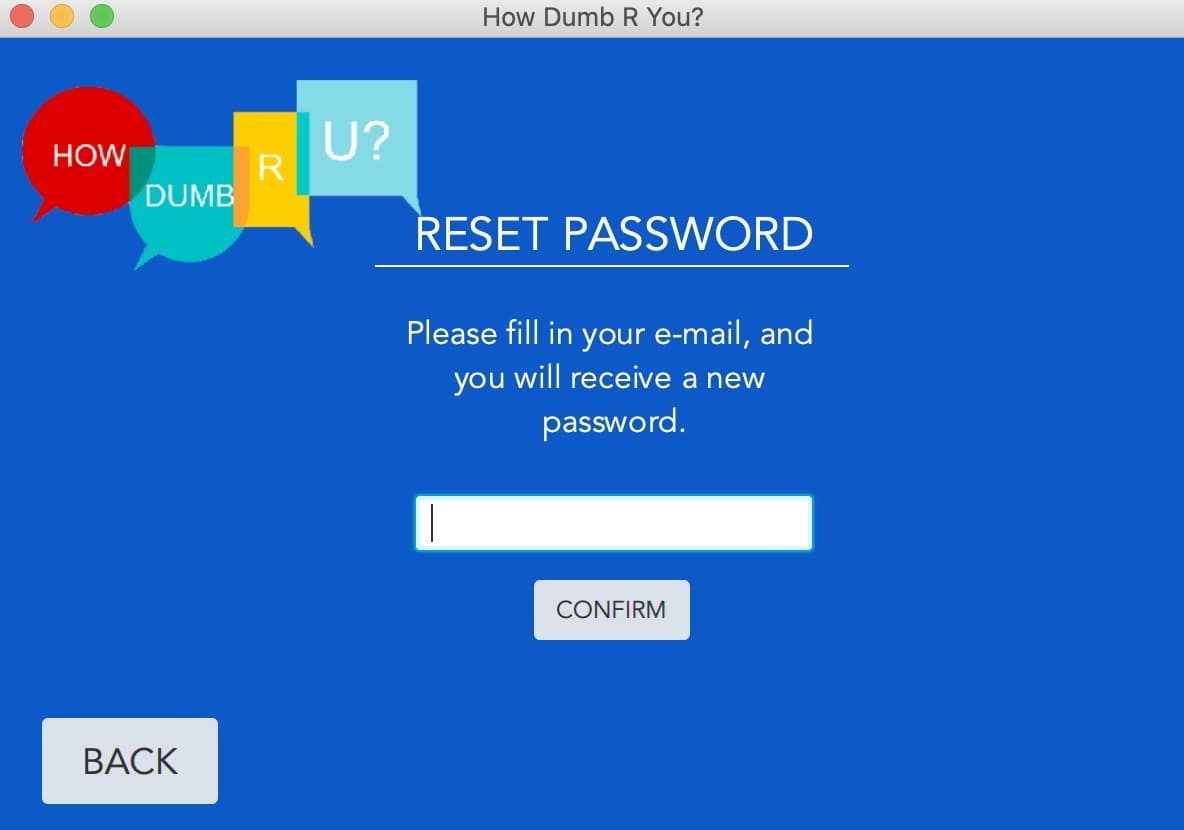 How Dumb R You?
HOW
DUMB
R
U?
RESET PASSWORD
Please fill in your e-mail, and
you will receive a new
password.
CONFIRM
BACK